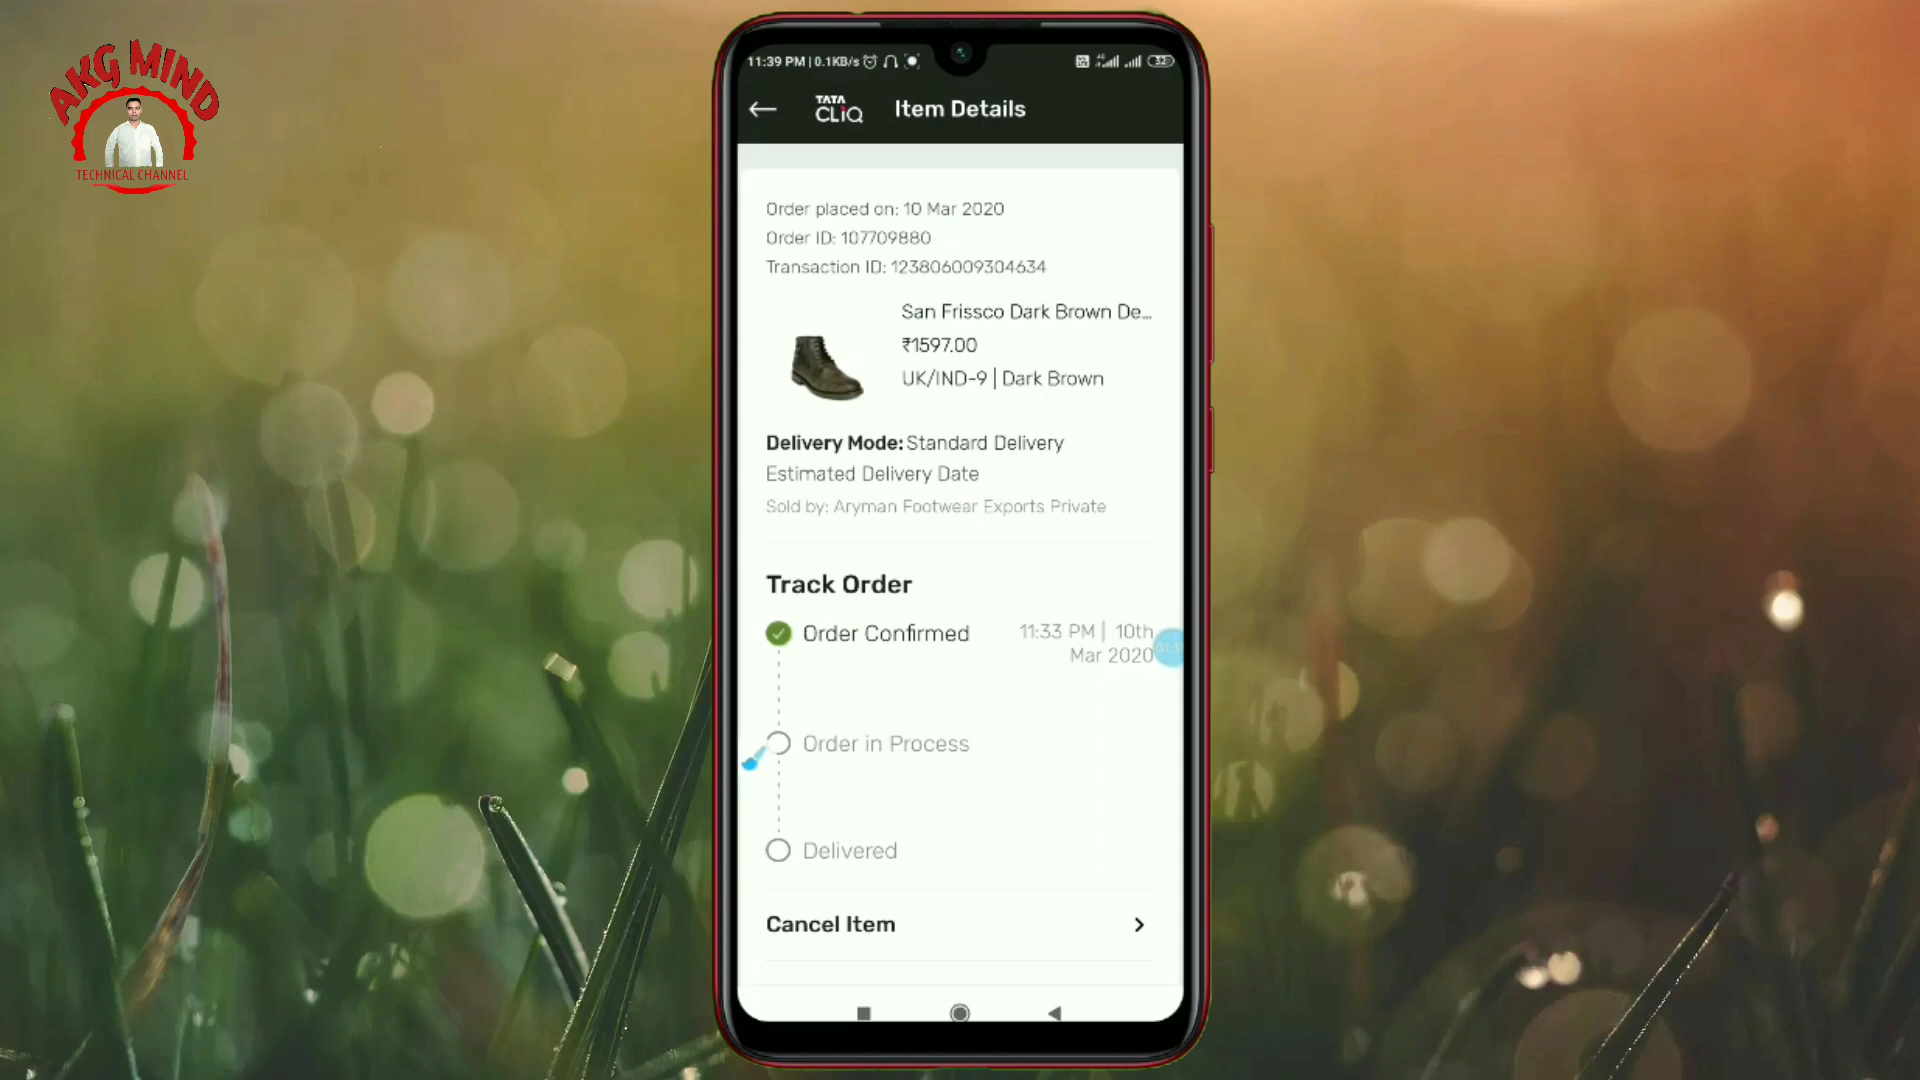 AKG MIND
TECHNICAL CHANNEL
11:39 PM | 0.1KB/s
4G
32
TATA
CLiQ
Item Details
Order placed on: 10 Mar 2020
Order ID: 107709880
Transaction ID: 123806009304634
San Frissco Dark Brown De...
₹1597.00
UK/IND-9 | Dark Brown
Delivery Mode: Standard Delivery
Estimated Delivery Date
Sold by: Aryman Footwear Exports Private
Track Order
Order Confirmed
11:33 PM | 10th
Mar 2020
Order in Process
Delivered
Cancel Item